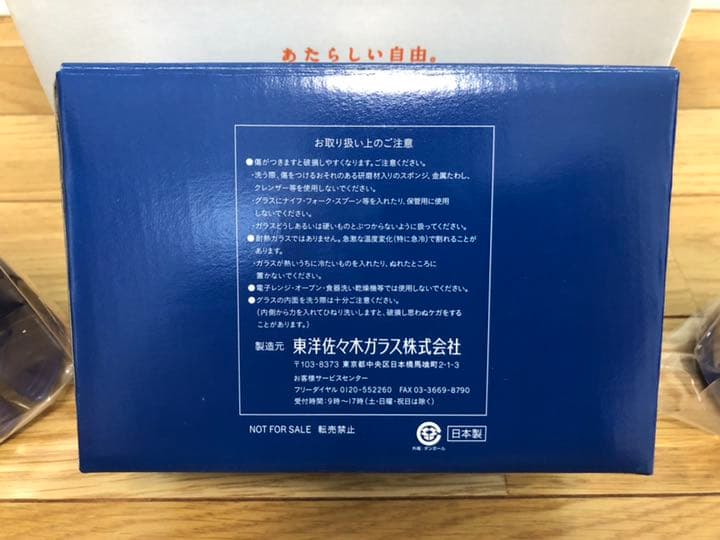 あたらしい自由。
お取り扱い上のご注意
●傷がつきますと破損しやすくなります。ご注意ください。
・洗う際、傷をつけるおそれのある研磨材入りのスポンジ、金属たわし、
クレンザー等を使用しないでください。
・グラスにナイフ・フォーク・スプーン等を入れたり、保管用に使用
しないでください。
・ガラスどうしあるいは硬いものとぶつからないように扱ってください。
●耐熱ガラスではありません。急激な温度変化(特に急冷)で割れることが
あります。
・ガラスが熱いうちに冷たいものを入れたり、ぬれたところに
置かないでください。
●電子レンジ・オーブン・食器洗い乾燥機等では使用しないでください。
●グラスの内面を洗う際は十分ご注意ください。
(内側から力を入れてひねり洗いしますと、破損し思わぬケガをする
ことがあります。)
製造元 東洋佐々木ガラス株式会社
〒103-8373 東京都中央区日本橋馬喰町2-1-3
お客様サービスセンター
フリーダイヤル 0120-552260 FAX 03-3669-8790
受付時間:9時〜17時(土・日曜・祝日は除く)
NOT FOR SALE 転売禁止
日本製
外箱 ダンボール